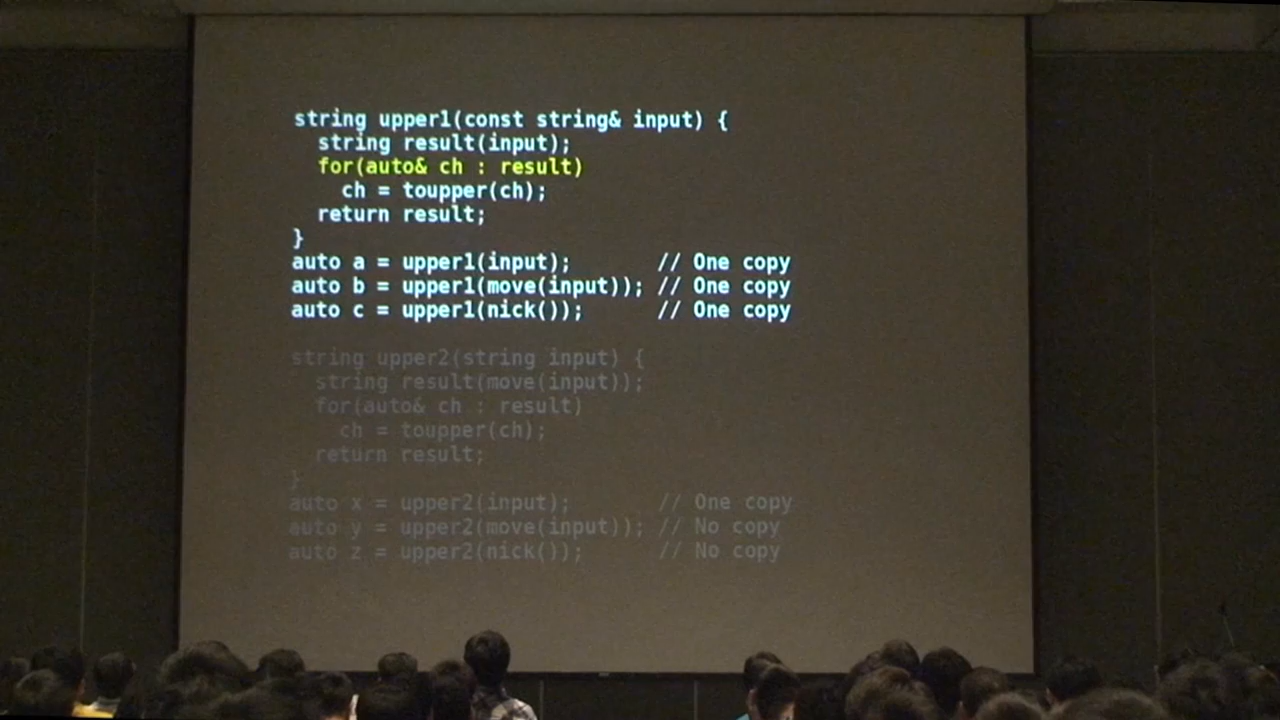 string upper1(const string& input) {
  string result(input);
  for(auto& ch : result)
    ch = toupper(ch);
  return result;
}
auto a = upper1(input);       // One copy
auto b = upper1(move(input)); // One copy
auto c = upper1(nick());      // One copy
string upper2(string input) {
  string result(move(input));
  for(auto& ch : result)
    ch = toupper(ch);
  return result;
}
auto x = upper2(input);       // One copy
auto y = upper2(move(input)); // No copy
auto z = upper2(nick());      // No copy